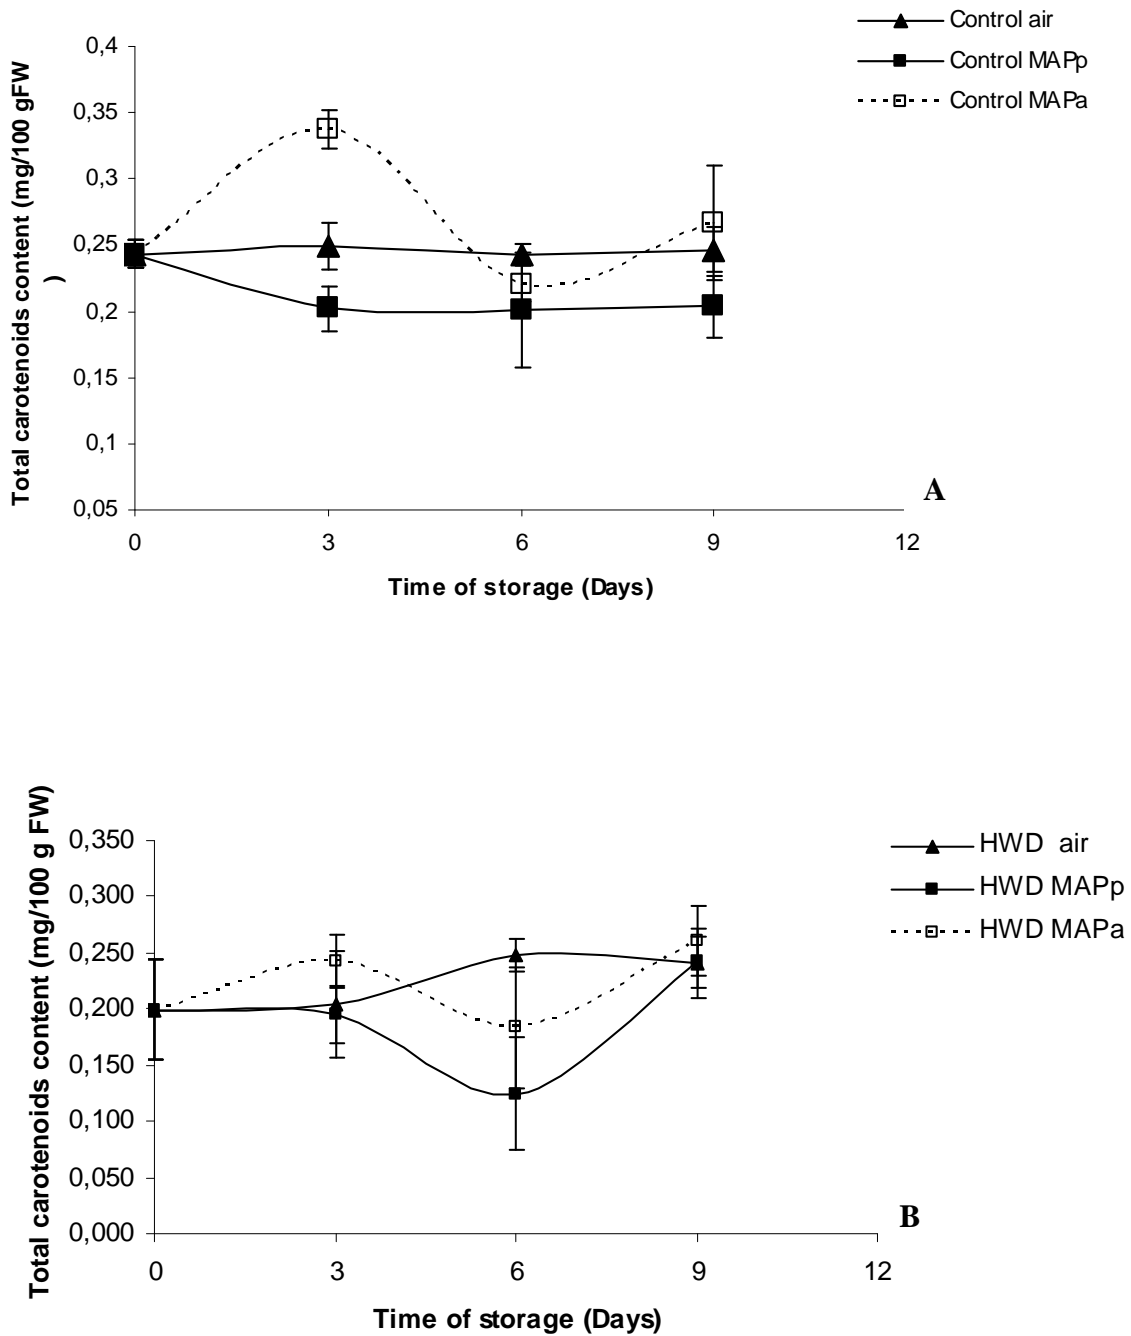 Control air
Control MAPp
Control MAPa
Total carotenoids content (mg/100 gFW
)
0,4
0,35
0,3
0,25
0,2
0,15
0,1
0,05
0 3 6 9 12
Time of storage (Days)
A
HWD air
HWD MAPp
HWD MAPa
Total carotenoids content (mg/100 g FW)
0,350
0,300
0,250
0,200
0,150
0,100
0,050
0,000
0 3 6 9 12
Time of storage (Days)
B